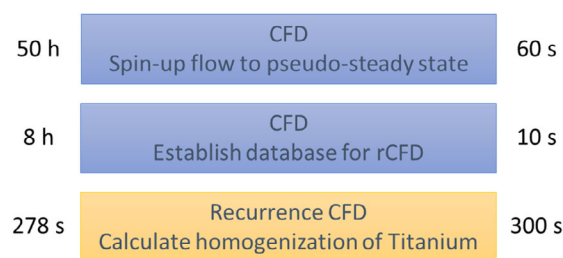 CFD
50 h
Spin-up flow to pseudo-steady state
60 s
CFD
8 h
Establish database for rCFD
10 s
Recurrence CFD
278 s
Calculate homogenization of Titanium
300 s